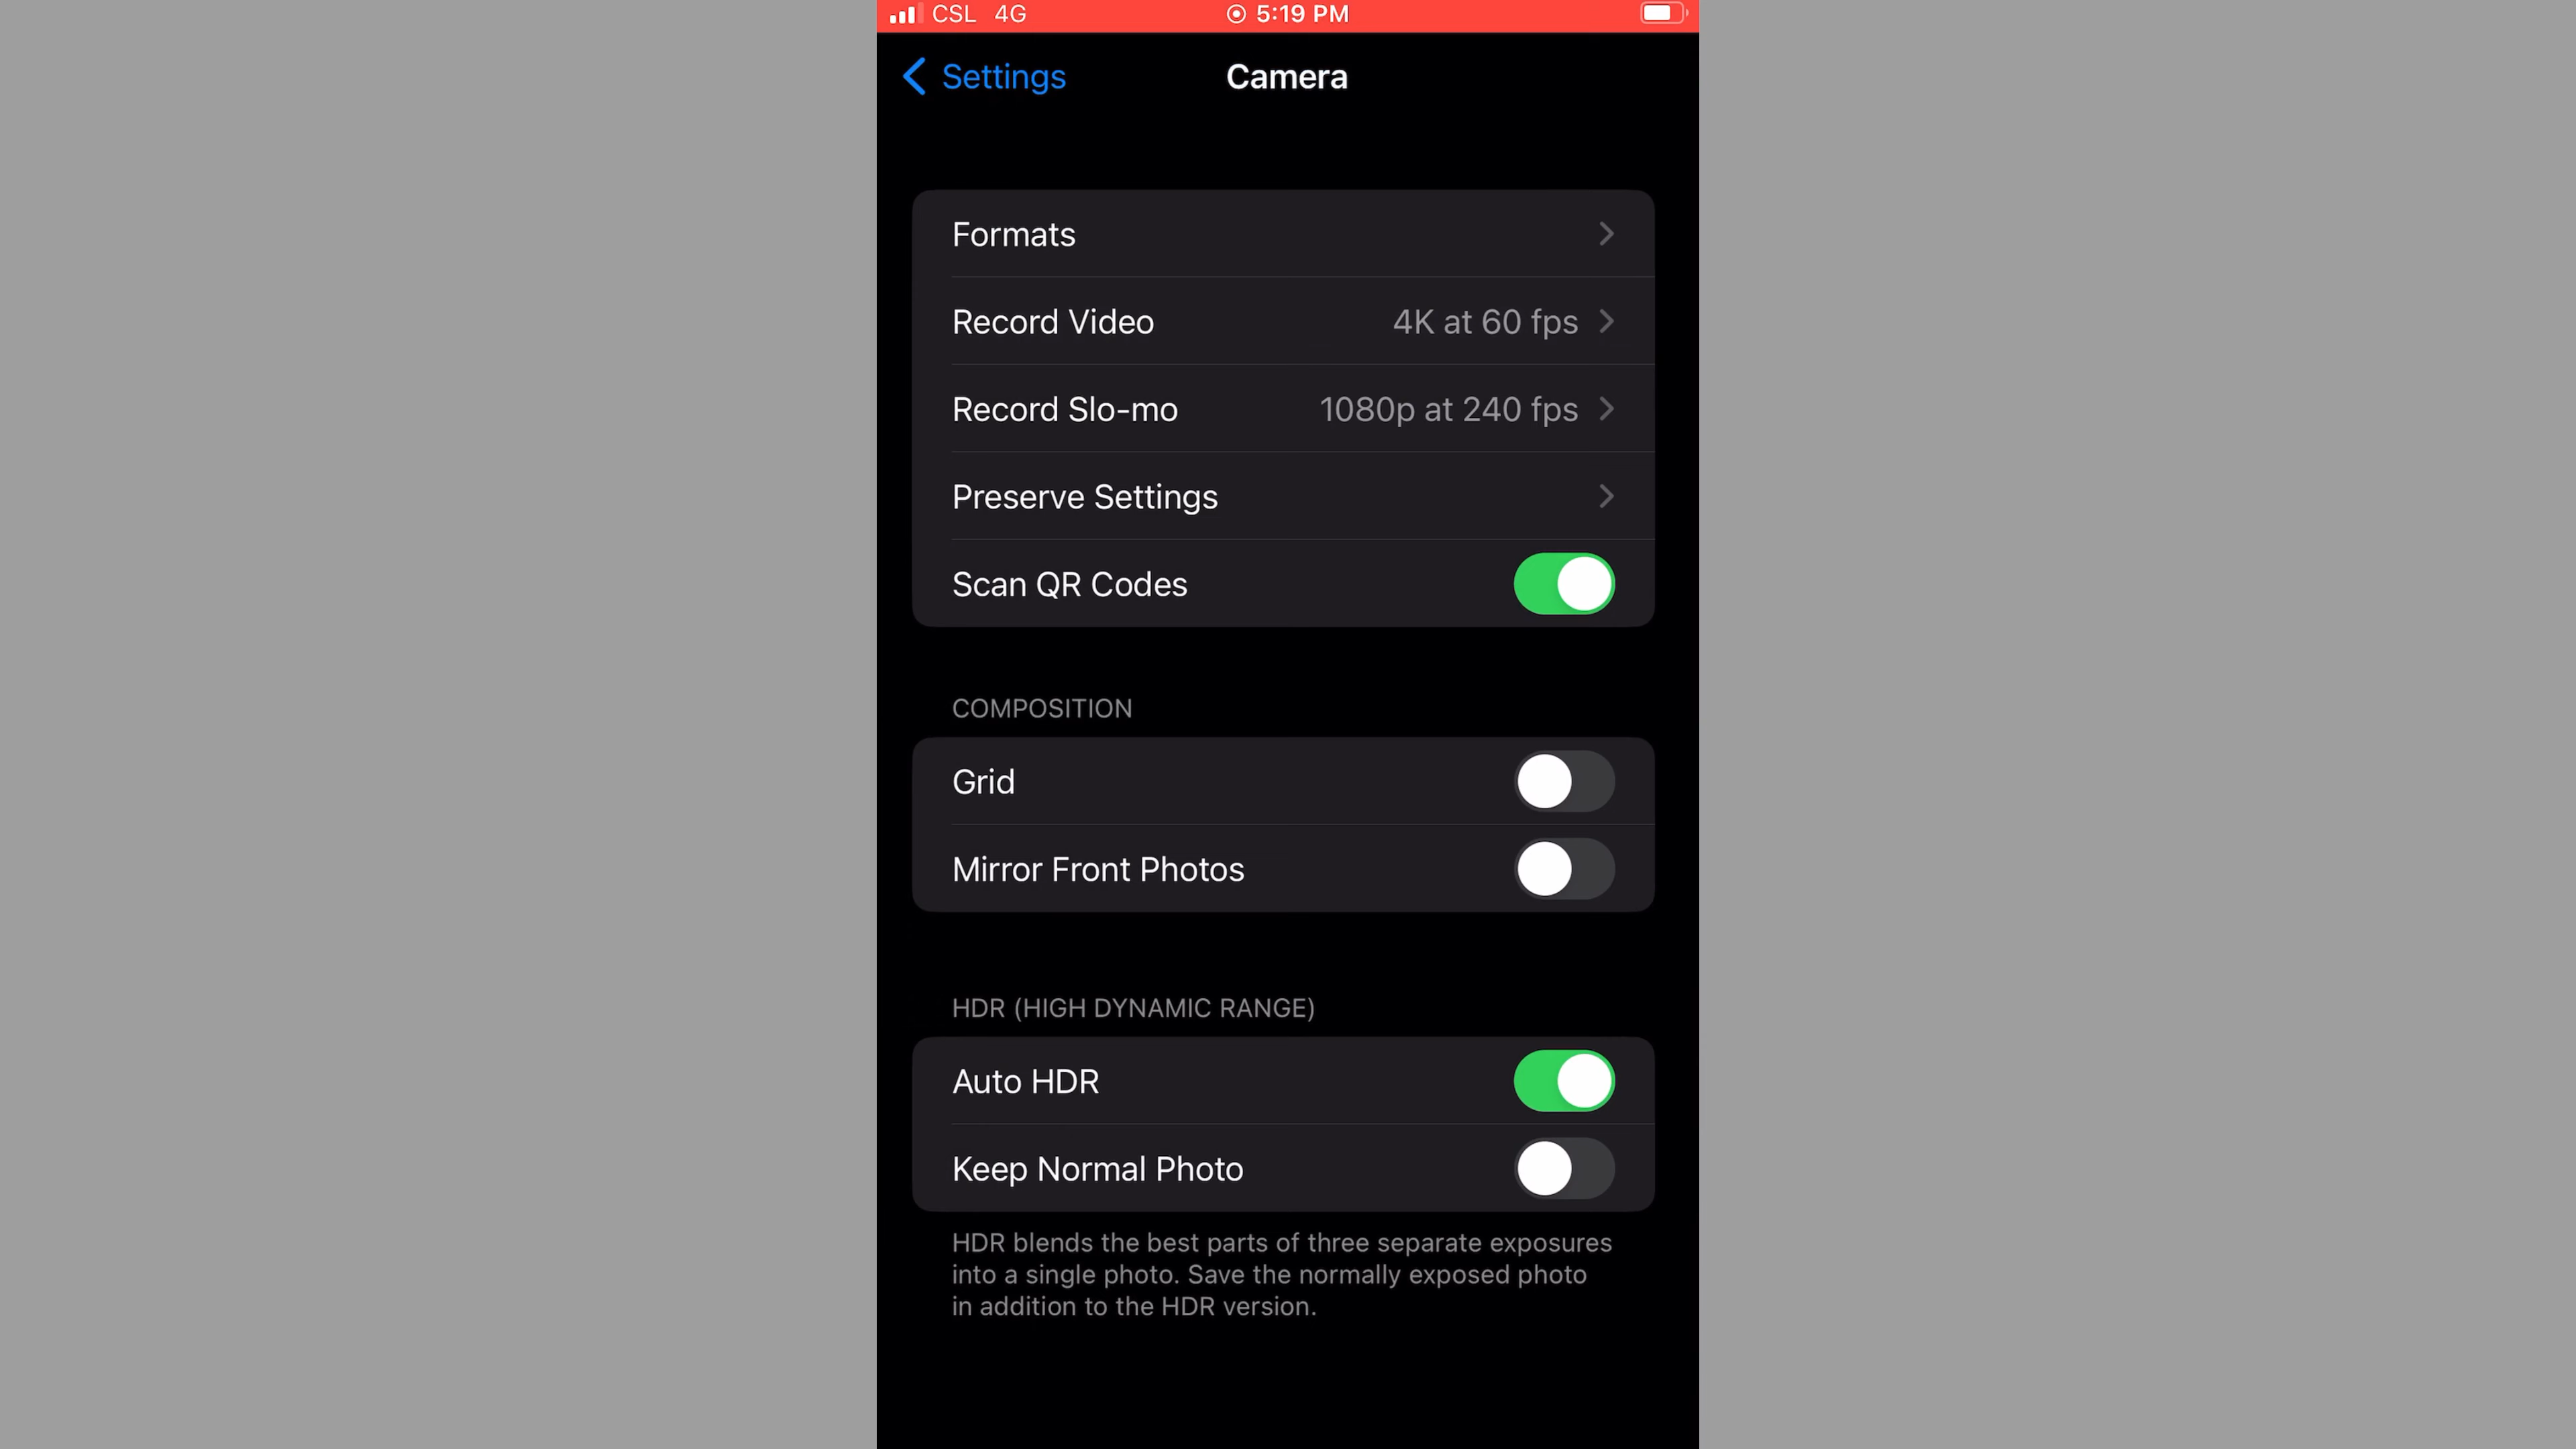 CSL 4G 5:19 PM
Settings Camera
Formats
Record Video 4K at 60 fps
Record Slo-mo 1080p at 240 fps
Preserve Settings
Scan QR Codes
COMPOSITION
Grid
Mirror Front Photos
HDR (HIGH DYNAMIC RANGE)
Auto HDR
Keep Normal Photo
HDR blends the best parts of three separate exposures
into a single photo. Save the normally exposed photo
in addition to the HDR version.